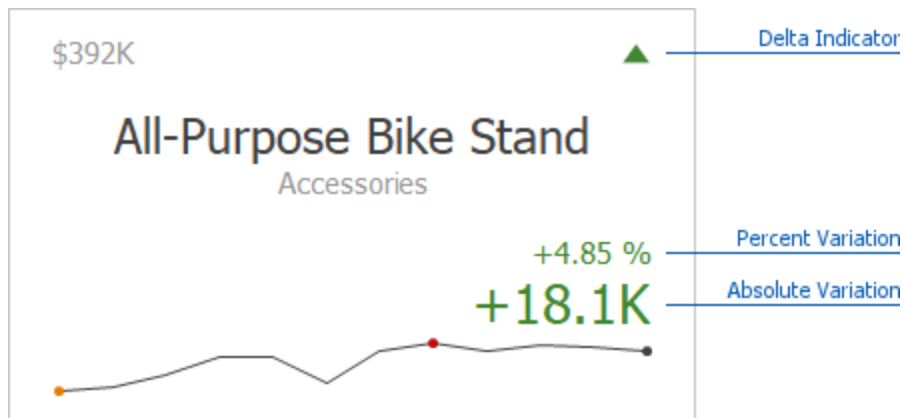 $392K
Delta Indicator
All-Purpose Bike Stand
Accessories
+4.85 %
Percent Variation
+18.1K
Absolute Variation